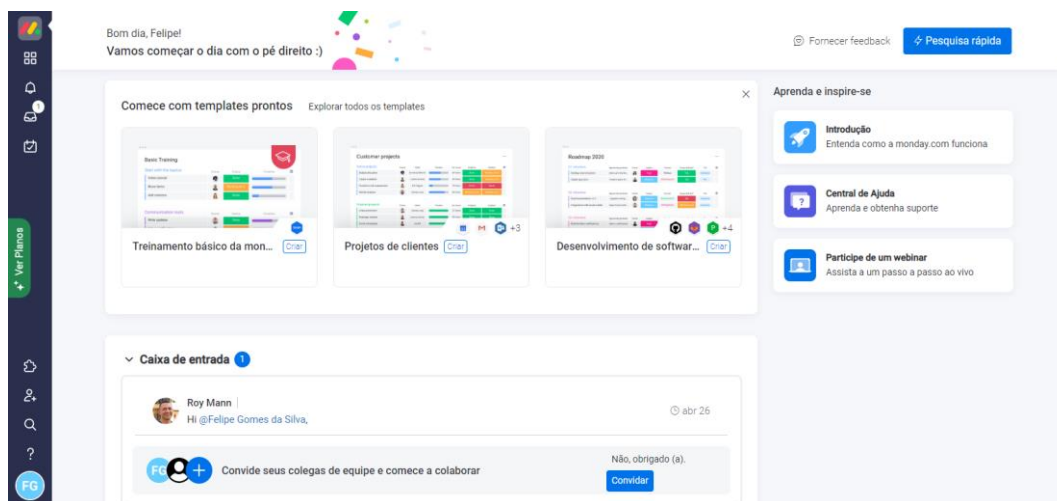 Bom dia, Felipe!
Vamos começar o dia com o pé direito :)
Fornecer feedback
Pesquisa rápida
1
Ver Planos
FG
Comece com templates prontos
Explorar todos os templates
Basic Training
Treinamento básico da mon...
Criar
Customer projects
+3
Projetos de clientes
Criar
Roadmap 2020
+4
Desenvolvimento de softwar...
Criar
Caixa de entrada 1
Roy Mann
Hi @Felipe Gomes da Silva,
abr 26
FG
Convide seus colegas de equipe e comece a colaborar
Não, obrigado (a).
Convidar
Aprenda e inspire-se
Introdução
Entenda como a monday.com funciona
Central de Ajuda
Aprenda e obtenha suporte
Participe de um webinar
Assista a um passo a passo ao vivo